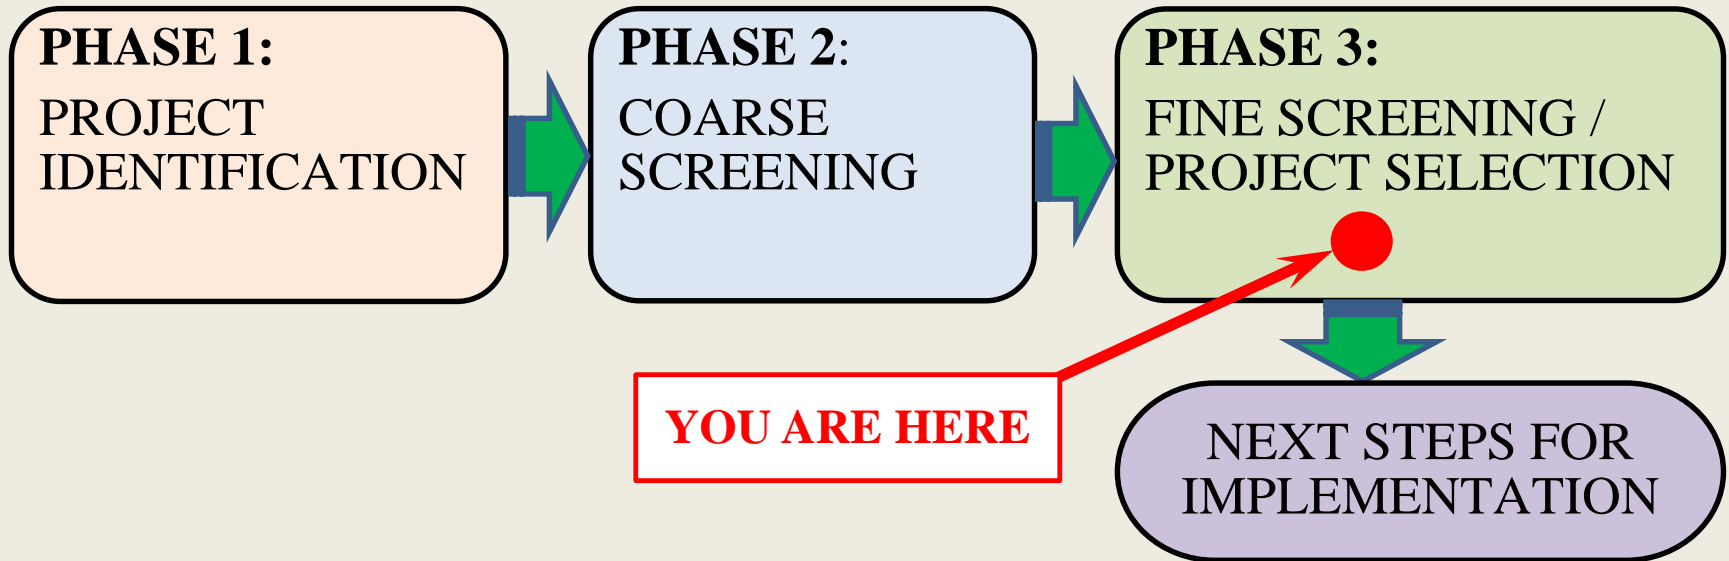 PHASE 1:
PROJECT
IDENTIFICATION
PHASE 2:
COARSE
SCREENING
PHASE 3:
FINE SCREENING /
PROJECT SELECTION
YOU ARE HERE
NEXT STEPS FOR
IMPLEMENTATION